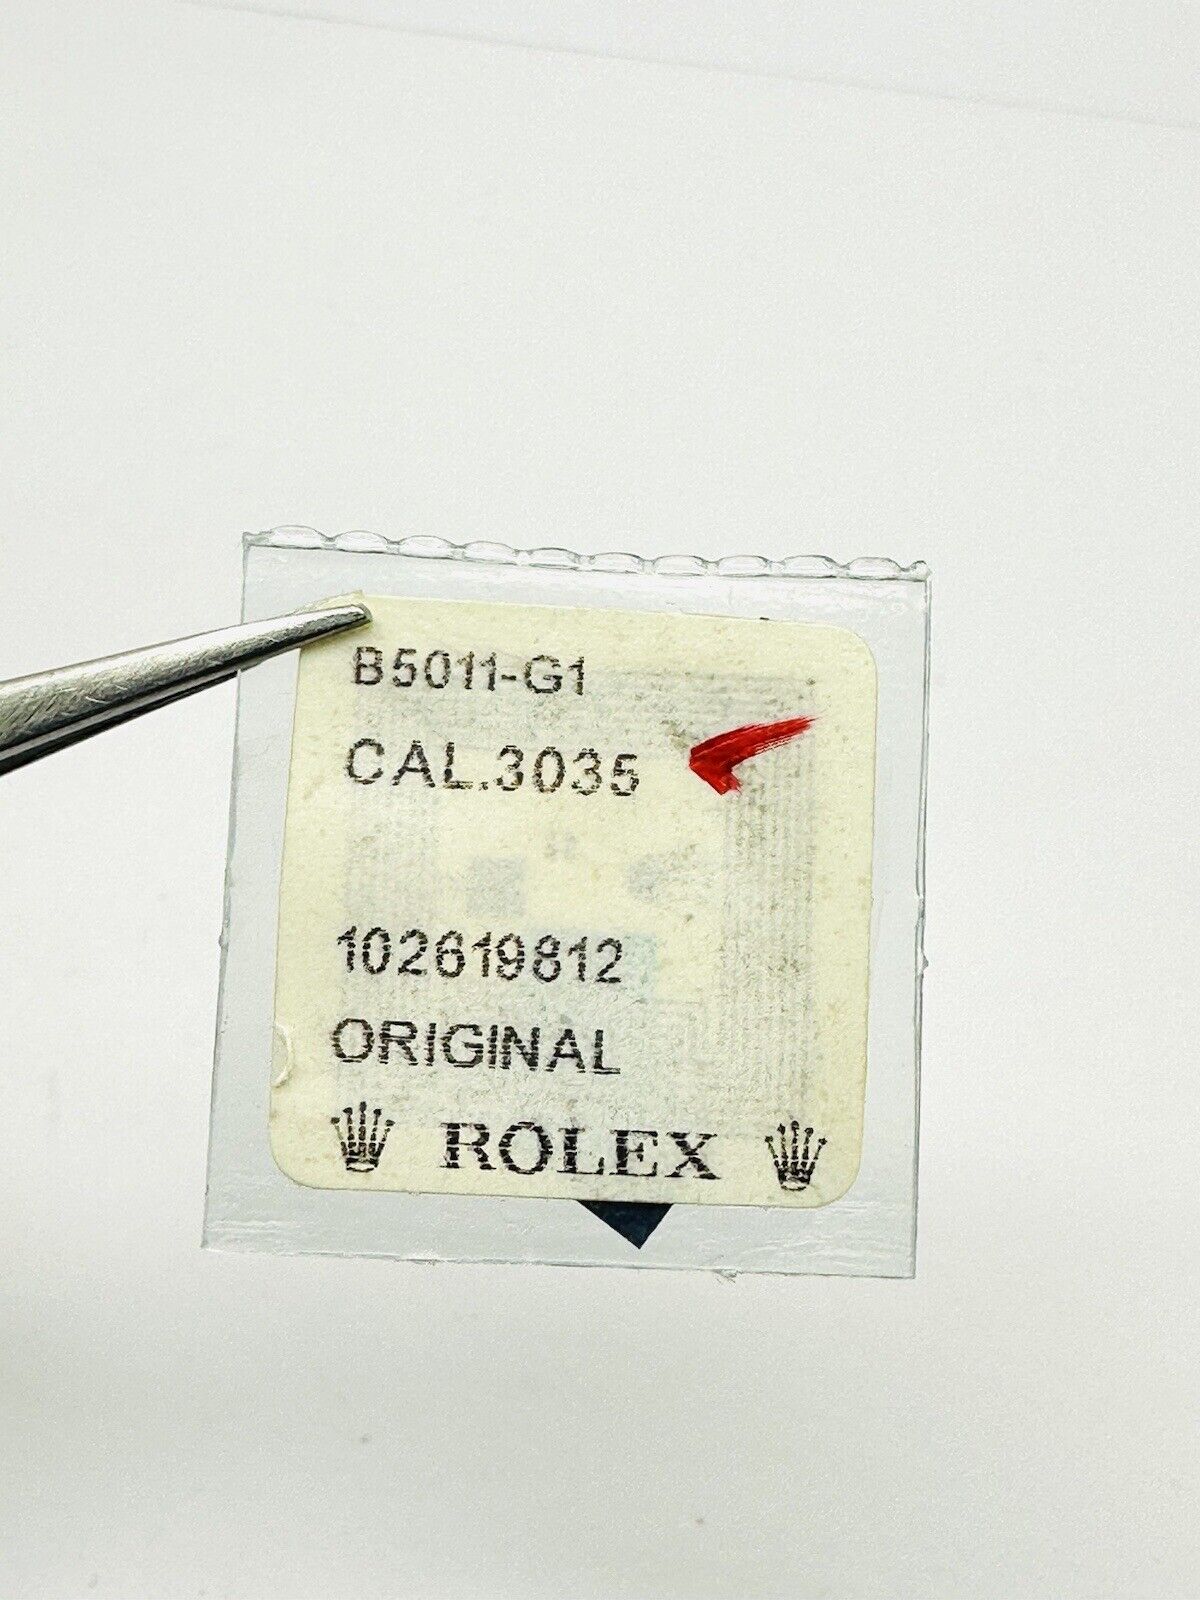 B5011-G1
CAL.3035
102619812
ORIGINAL
ROLEX